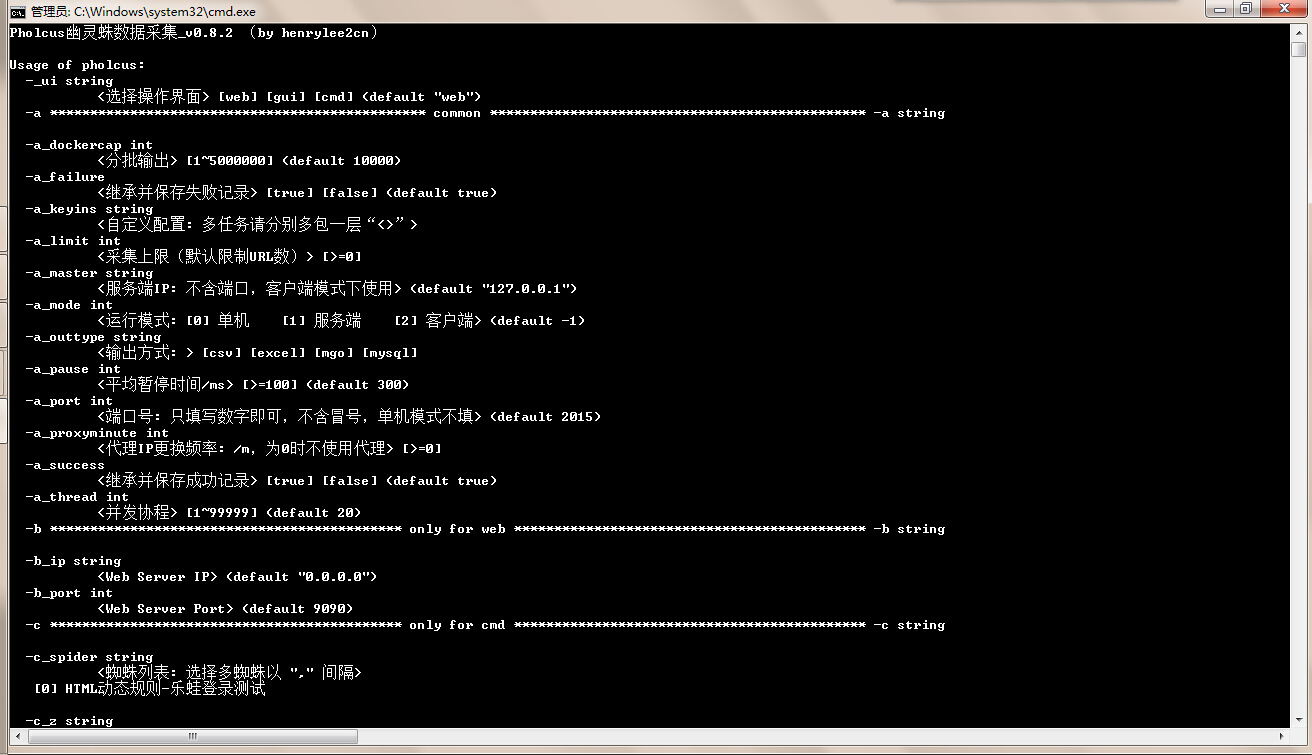 管理员: C:\Windows\system32\cmd.exe
Pholcus幽灵蛛数据采集_v0.8.2 （by henrylee2cn）
Usage of pholcus:
-_ui string
<选择操作界面> [web] [gui] [cmd] (default "web")
-a *********************************************** common *********************************************** -a string
-a_dockercap int
<分批输出> [1~5000000] (default 10000)
-a_failure
<继承并保存失败记录> [true] [false] (default true)
-a_keyins string
<自定义配置：多任务请分别多包一层“<>”>
-a_limit int
<采集上限（默认限制URL数）> [>=0]
-a_master string
<服务端IP：不含端口，客户端模式下使用> (default "127.0.0.1")
-a_mode int
<运行模式：[0] 单机    [1] 服务端    [2] 客户端> (default -1)
-a_outtype string
<输出方式：> [csv] [excel] [mgo] [mysql]
-a_pause int
<平均暂停时间/ms> [>=100] (default 300)
-a_port int
<端口号：只填写数字即可，不含冒号，单机模式不填> (default 2015)
-a_proxyminute int
<代理IP更换频率：/m，为0时不使用代理> [>=0]
-a_success
<继承并保存成功记录> [true] [false] (default true)
-a_thread int
<并发协程> [1~99999] (default 20)
-b ******************************************** only for web ******************************************** -b string
-b_ip string
<Web Server IP> (default "0.0.0.0")
-b_port int
<Web Server Port> (default 9090)
-c ******************************************** only for cmd ******************************************** -c string
-c_spider string
<蜘蛛列表：选择多蜘蛛以 "," 间隔>
[0] HTML动态规则-乐蛙登录测试
-c_z string